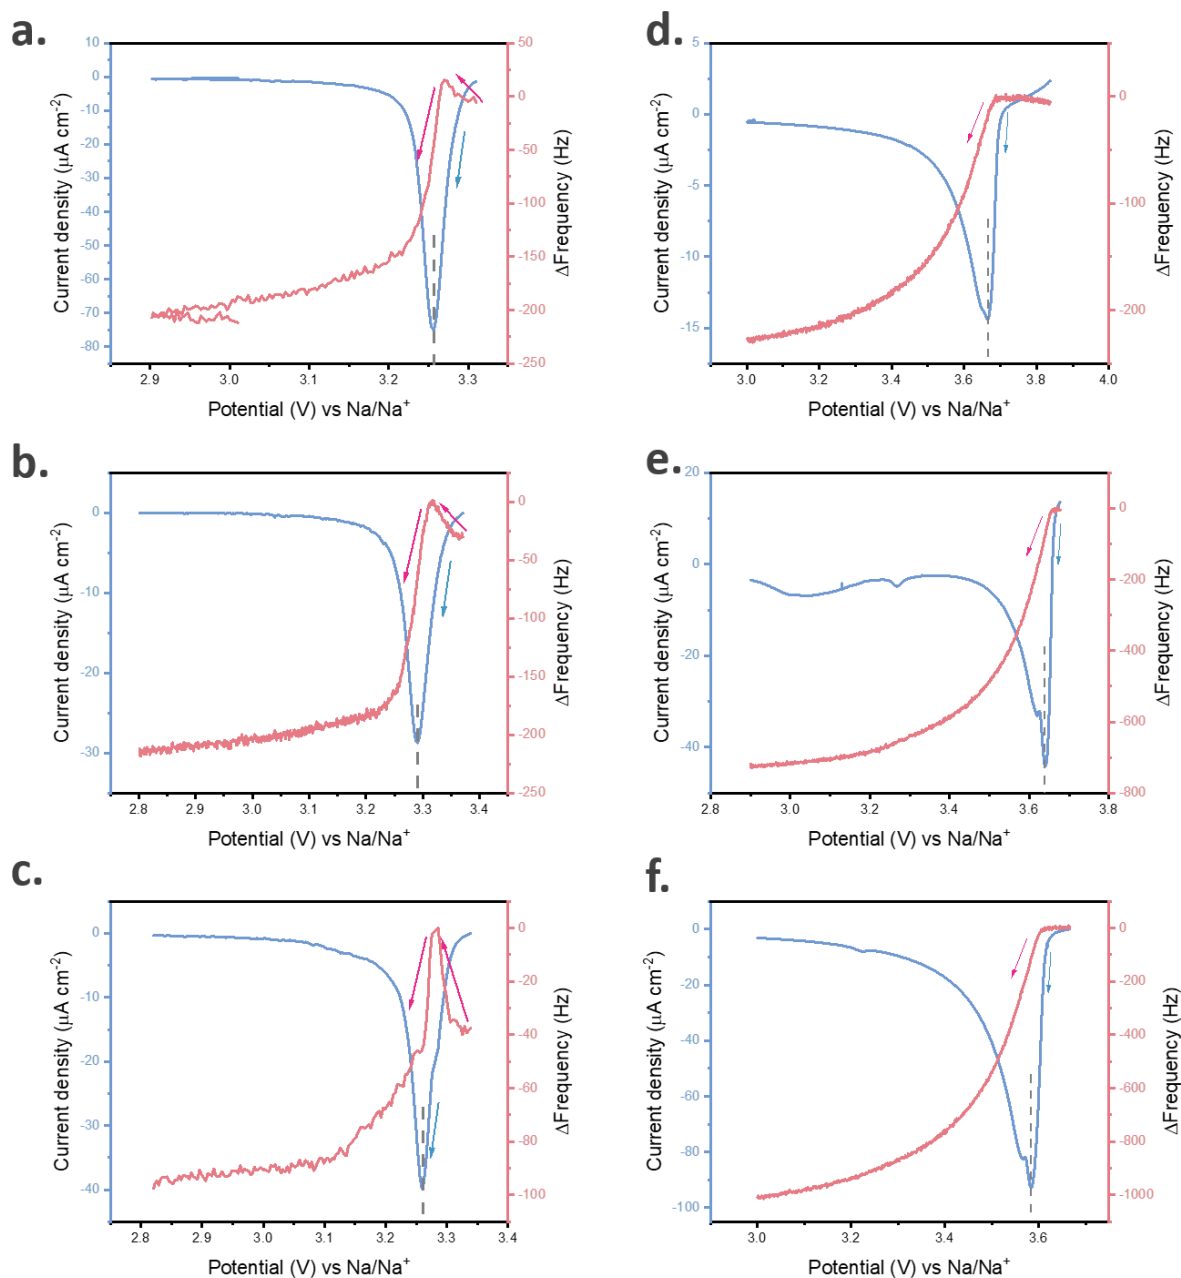 a.
10
0
-10
-20
-30
-40
-50
-60
-70
-80
Current density (µA cm-2)
50
0
-50
-100
-150
-200
-250
ΔFrequency (Hz)
2.9 3.0 3.1 3.2 3.3
Potential (V) vs Na/Na+
d.
5
0
-5
-10
-15
Current density (µA cm-2)
0
-100
-200
ΔFrequency (Hz)
3.0 3.2 3.4 3.6 3.8 4.0
Potential (V) vs Na/Na+
b.
0
-10
-20
-30
Current density (µA cm-2)
0
-50
-100
-150
-200
-250
ΔFrequency (Hz)
2.8 2.9 3.0 3.1 3.2 3.3 3.4
Potential (V) vs Na/Na+
e.
20
0
-20
-40
Current density (µA cm-2)
0
-200
-400
-600
-800
ΔFrequency (Hz)
2.8 3.0 3.2 3.4 3.6 3.8
Potential (V) vs Na/Na+
c.
0
-10
-20
-30
-40
Current density (µA cm-2)
0
-20
-40
-60
-80
-100
ΔFrequency (Hz)
2.8 2.9 3.0 3.1 3.2 3.3 3.4
Potential (V) vs Na/Na+
f.
0
-20
-40
-60
-80
-100
Current density (µA cm-2)
0
-200
-400
-600
-800
-1000
ΔFrequency (Hz)
3.0 3.2 3.4 3.6
Potential (V) vs Na/Na+